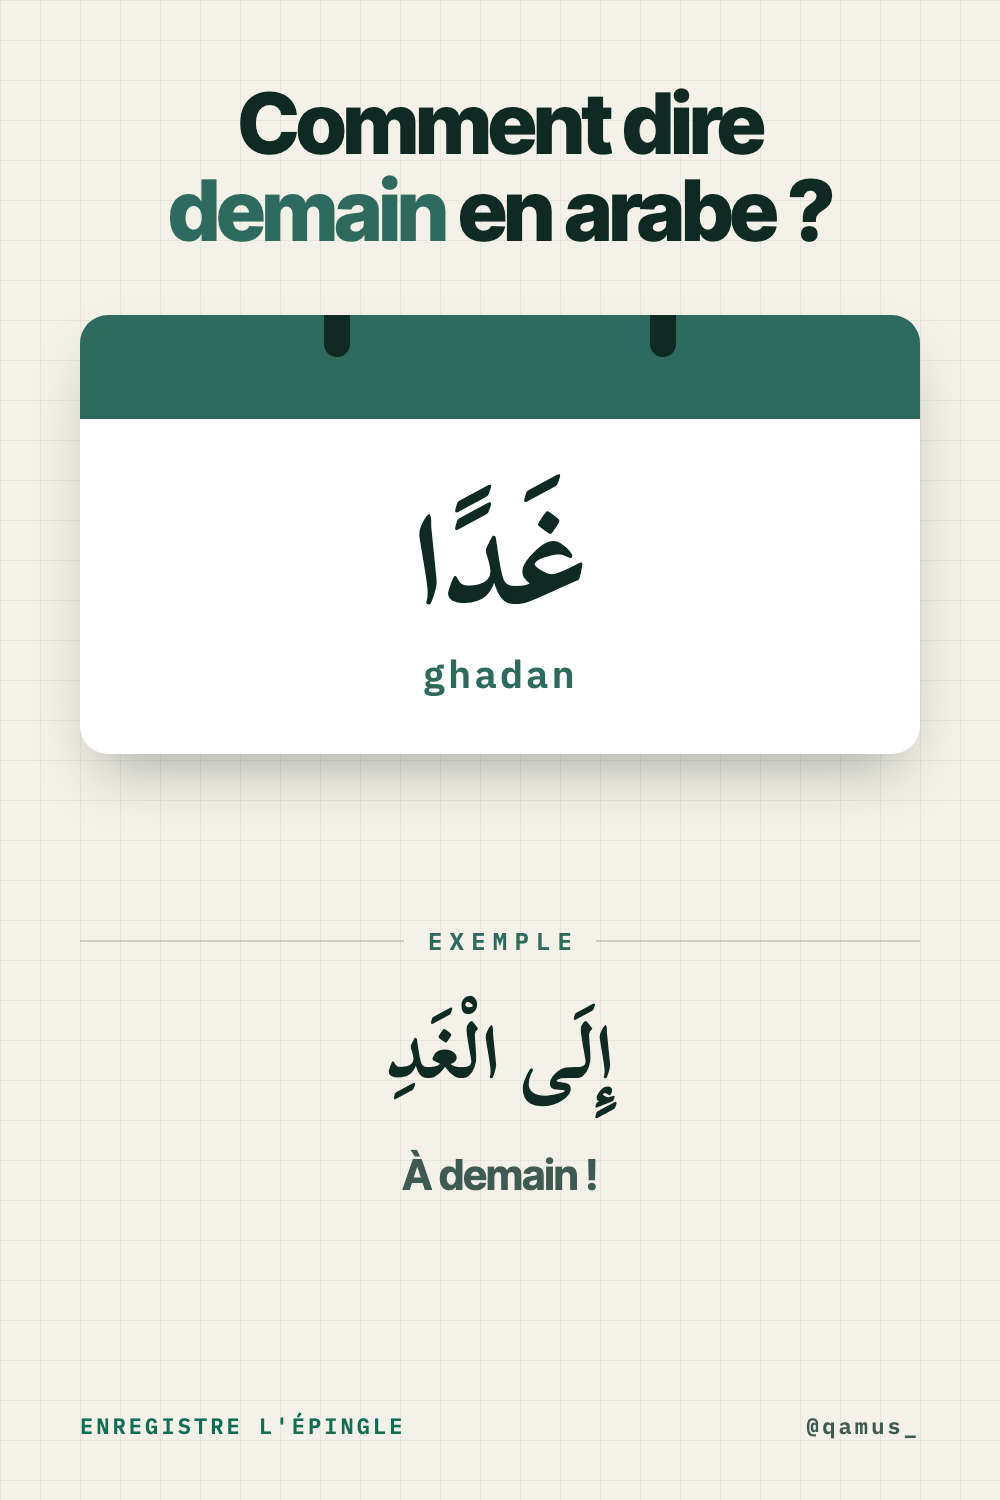 Comment dire
demain en arabe ?
غَدًا
ghadan
EXEMPLE
إِلَى الْغَدِ
À demain !
ENREGISTRE L'ÉPINGLE
@qamus_